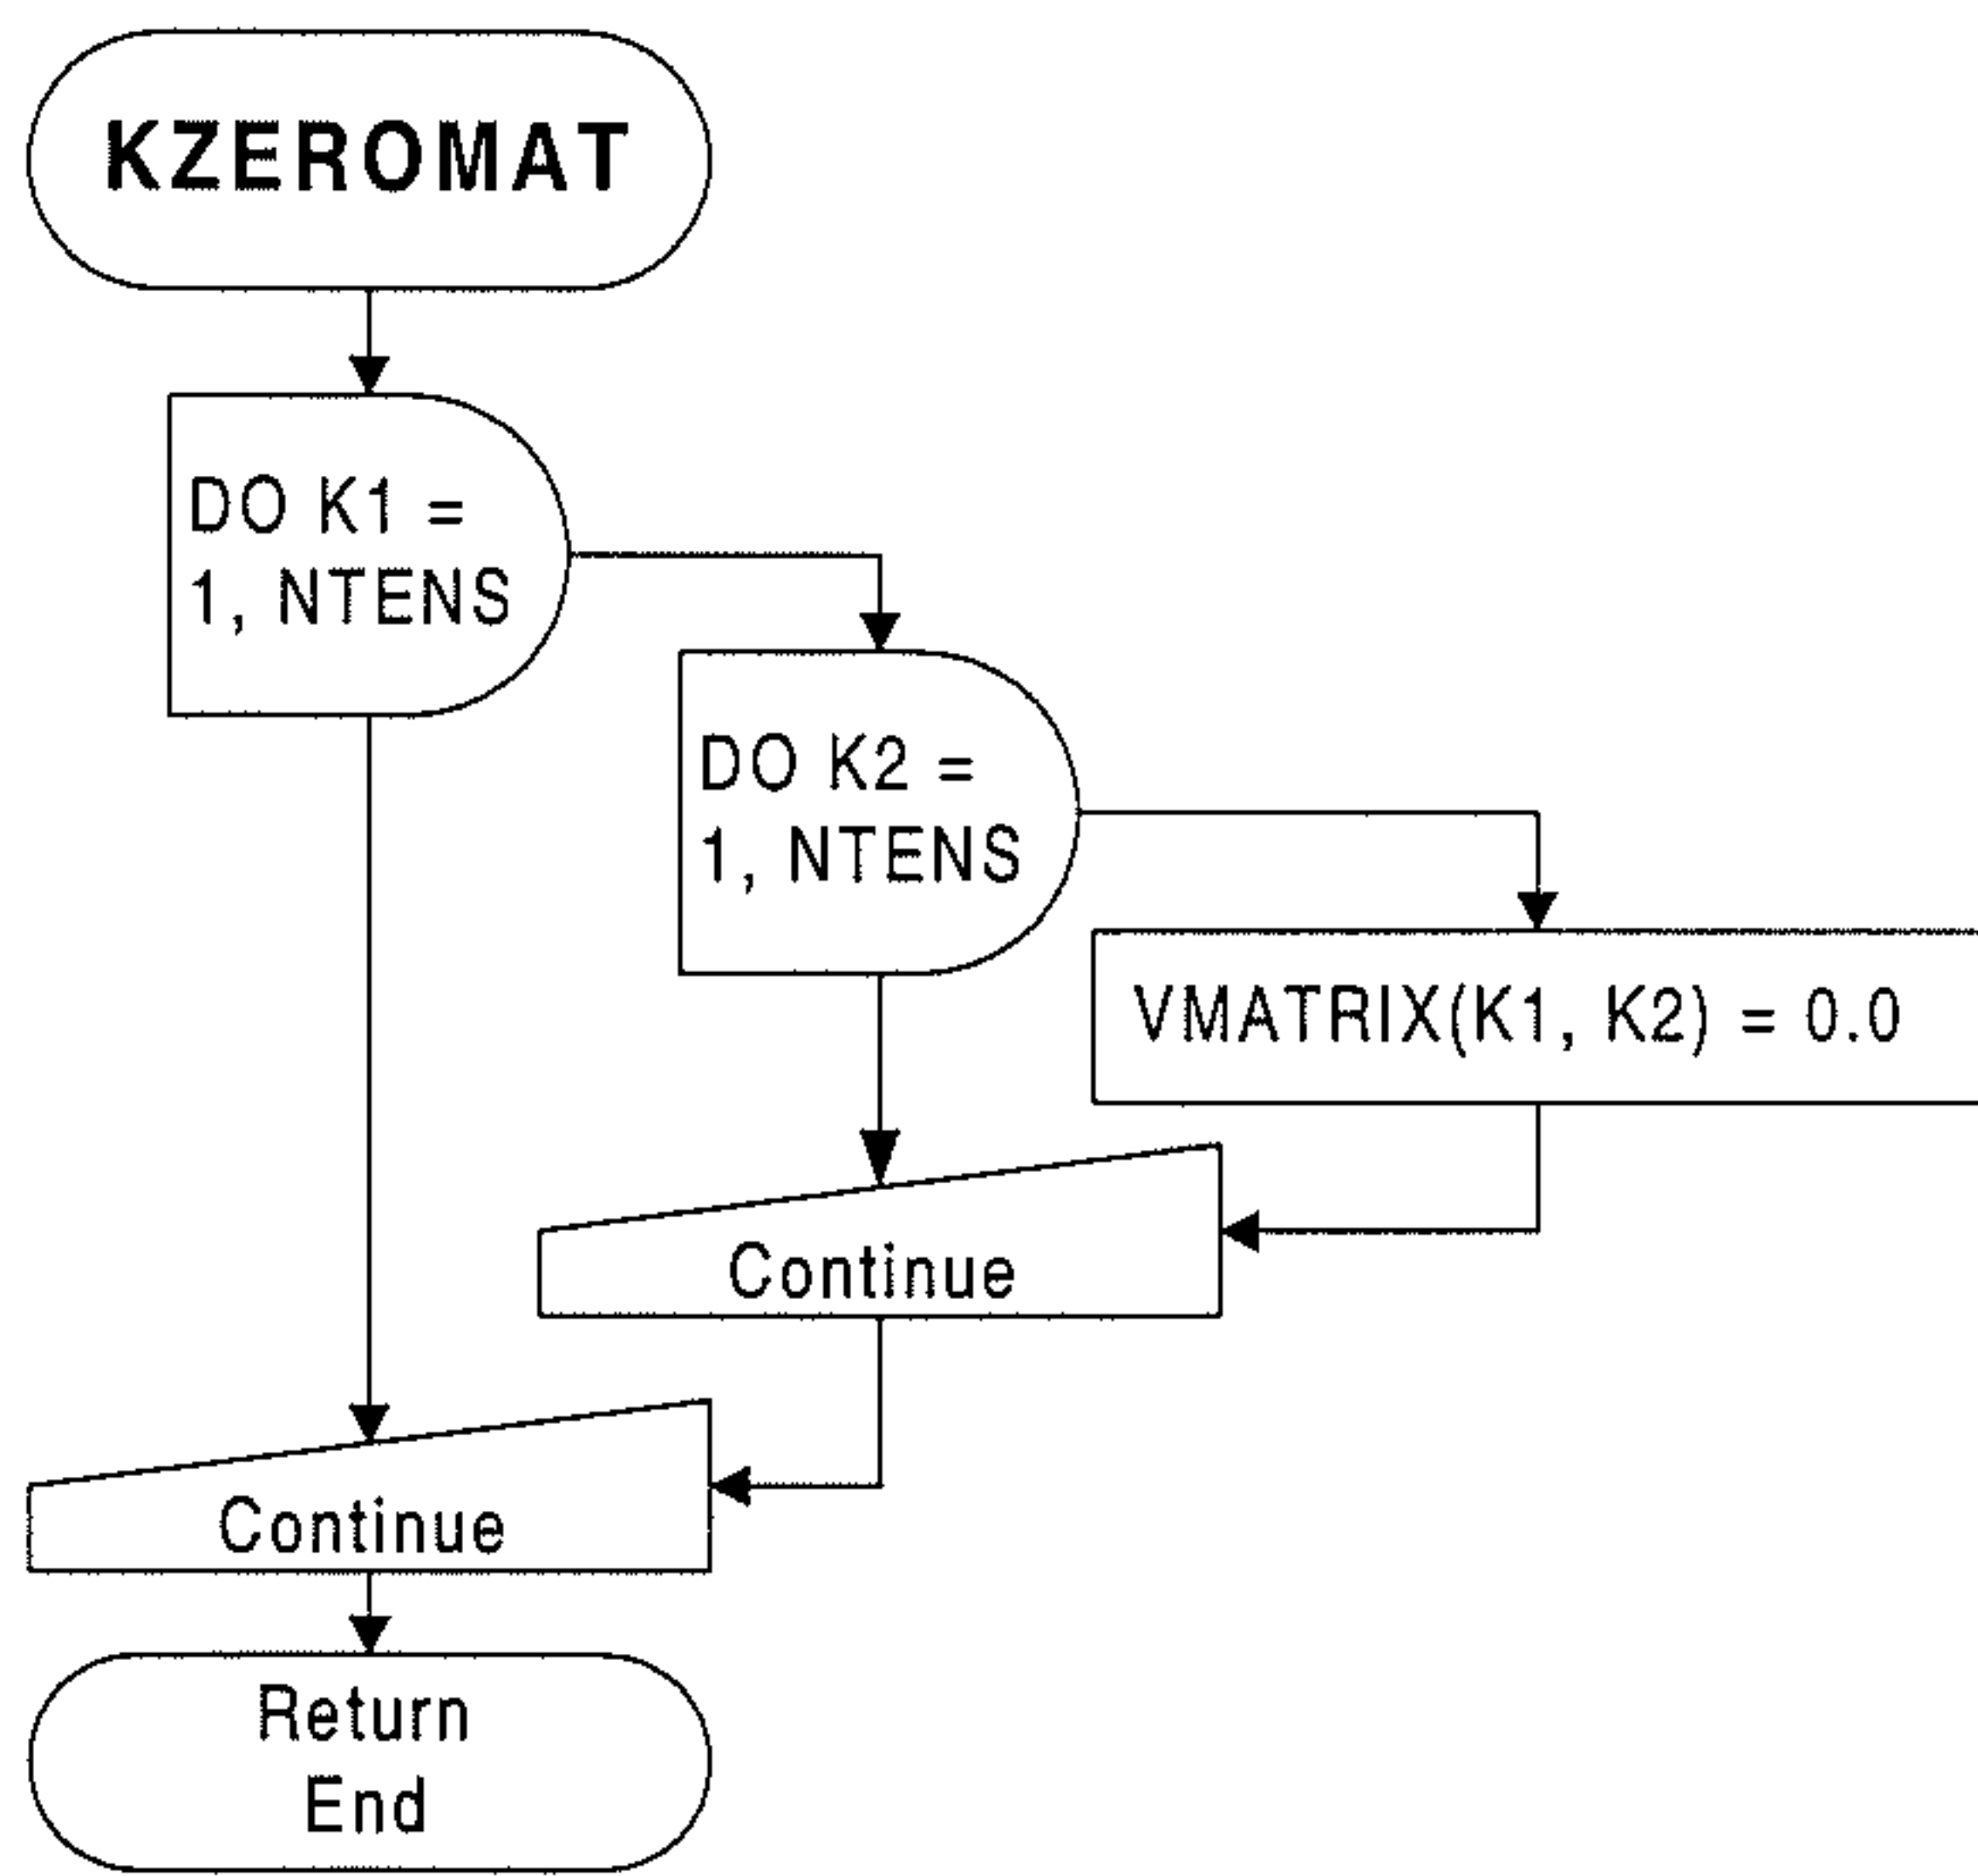 KZEROMAT
DO K1 =
1, NTENS
DO K2 =
1, NTENS
VMATRIX(K1, K2) = 0.0
Continue
Continue
Return
End